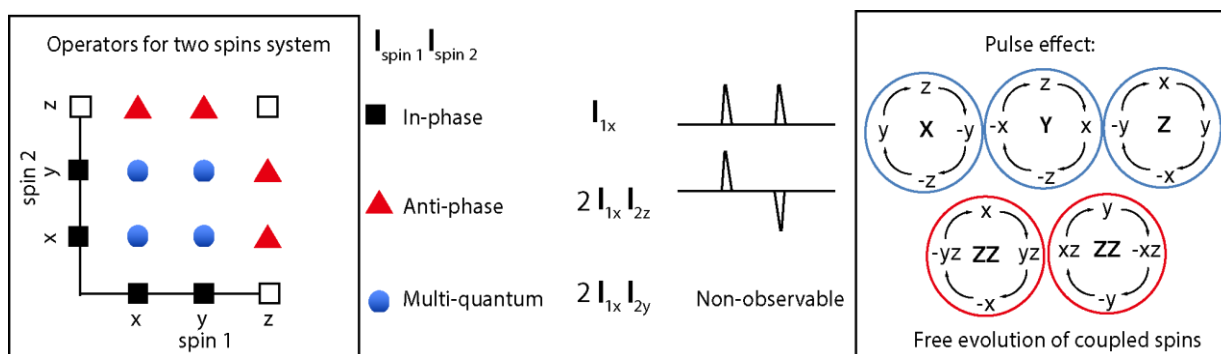 Operators for two spins system
z
y
x
spin 2
x y z
spin 1
I spin 1 I spin 2
In-phase
I1x
Anti-phase
2 I1x I2z
Multi-quantum
2 I1x I2y
Non-observable
Pulse effect:
z
y X -y
-z
z
-x Y x
-z
x
-y Z y
-x
x
-yz ZZ yz
-x
y
xz ZZ -xz
-y
Free evolution of coupled spins